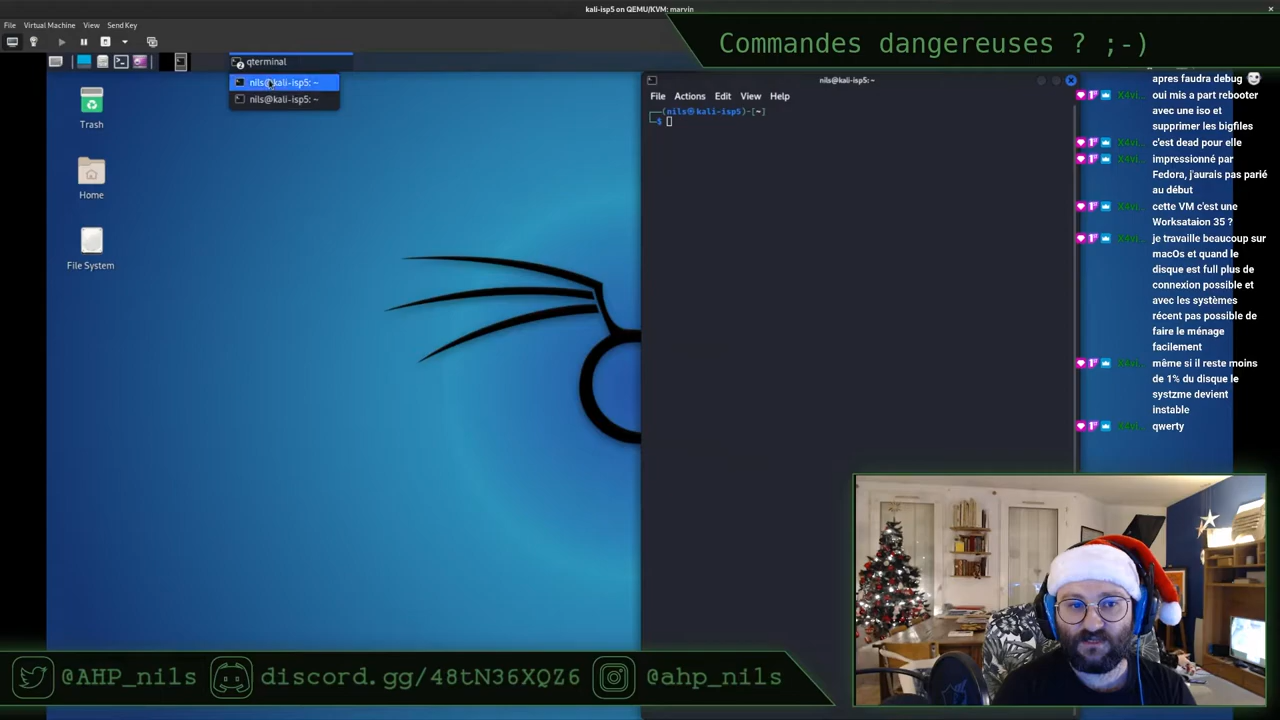 kali-isp5 on QEMU/KVM: marvin
File Virtual Machine View Send Key
Commandes dangereuses ? ;-)
qterminal
nils@kali-isp5: ~
nils@kali-isp5: ~
Trash
Home
File System
nils@kali-isp5: ~
File Actions Edit View Help
(nils㉿kali-isp5)-[~]
$
apres faudra debug
oui mis a part rebooter
avec une iso et
supprimer les bigfiles
c'est dead pour elle
impressionné par
Fedora, j'aurais pas parié
au début
cette VM c'est une
Worksataion 35 ?
je travaille beaucoup sur
macOs et quand le
disque est full plus de
connexion possible et
avec les systèmes
récent pas possible de
faire le ménage
facilement
même si il reste moins
de 1% du disque le
systzme devient
instable
qwerty
@AHP_nils
discord.gg/48tN36XQZ6
@ahp_nils